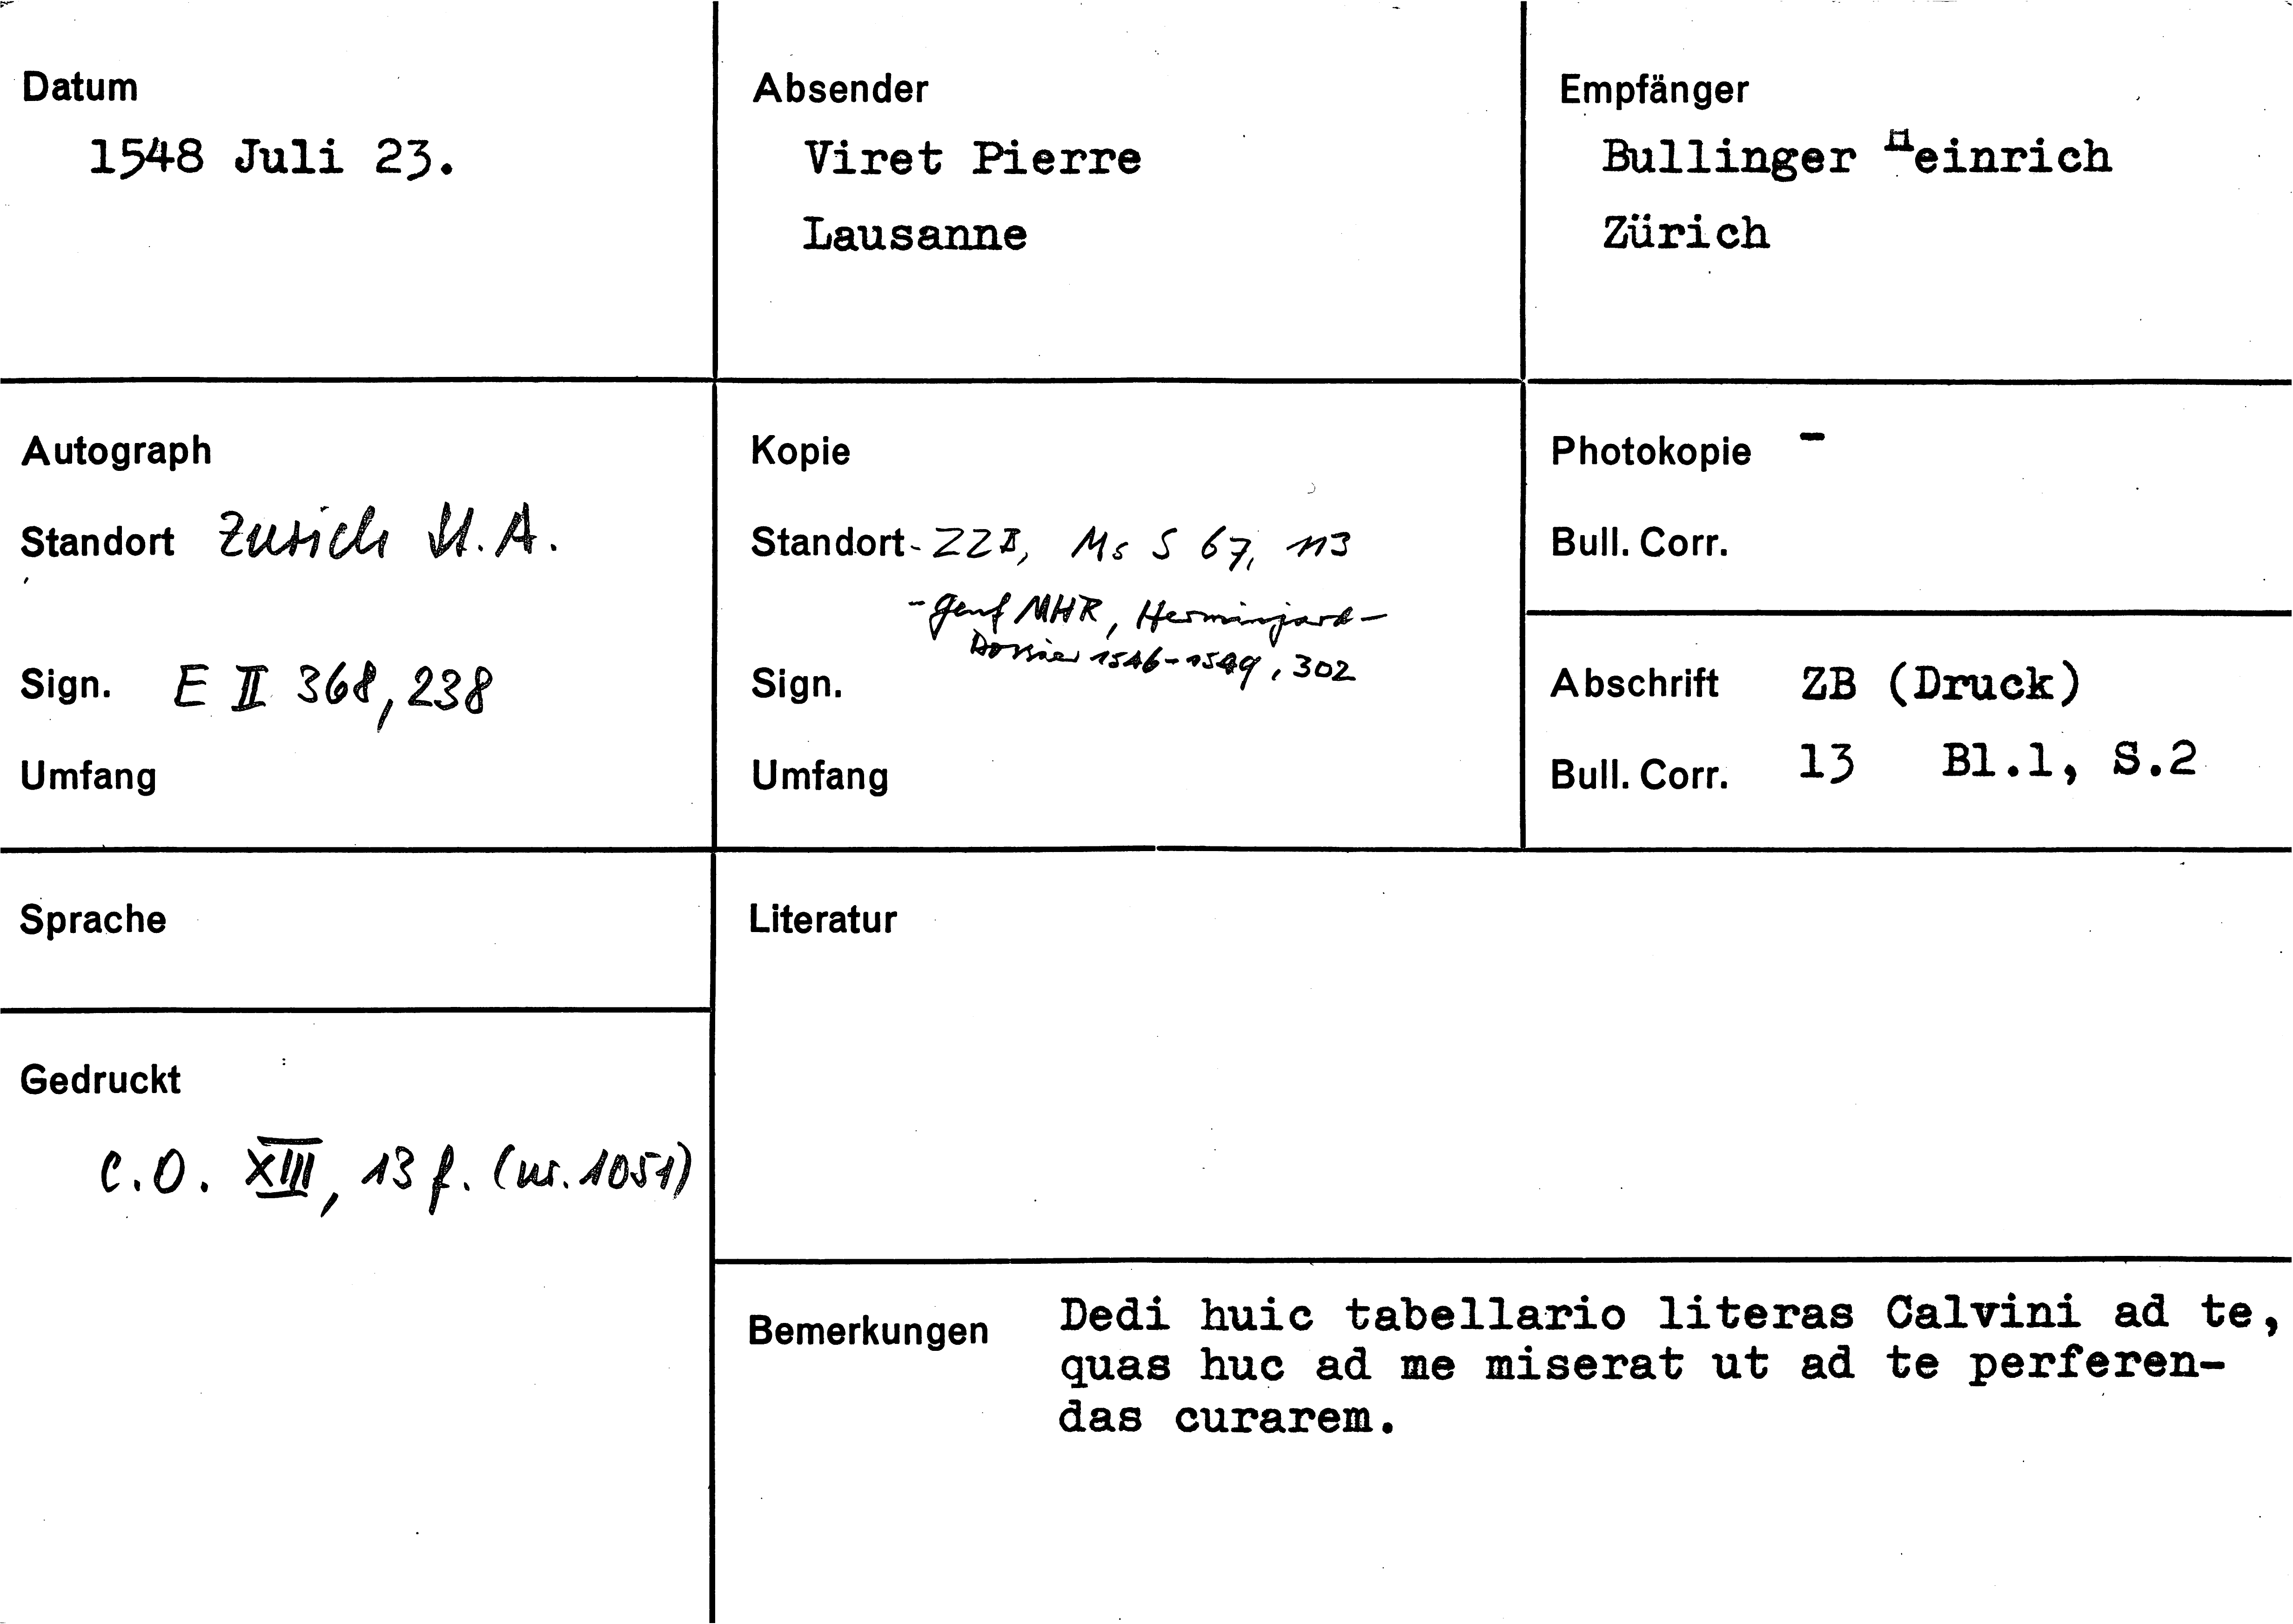 Datum
1548 Juli 23.
Absender
Viret Pierre
Lausanne
Empfänger
Bullinger Heinrich
Zürich
Autograph
Standort Zürich St.A.
Sign. E II 368, 238
Umfang
Kopie
Standort - ZZB, Ms S 67, 113
- Genf MHR, Herminjard-
Dossier 1546-1549, 302
Sign.
Umfang
Photokopie -
Bull. Corr.
Abschrift ZB (Druck)
Bull. Corr. 13 Bl.1, S.2
Sprache
Literatur
Gedruckt
C.O. XIII, 13 f. (nr. 1051)
Bemerkungen Dedi huic tabellario literas Calvini ad te,
quas huc ad me miserat ut ad te perferen-
das curarem.